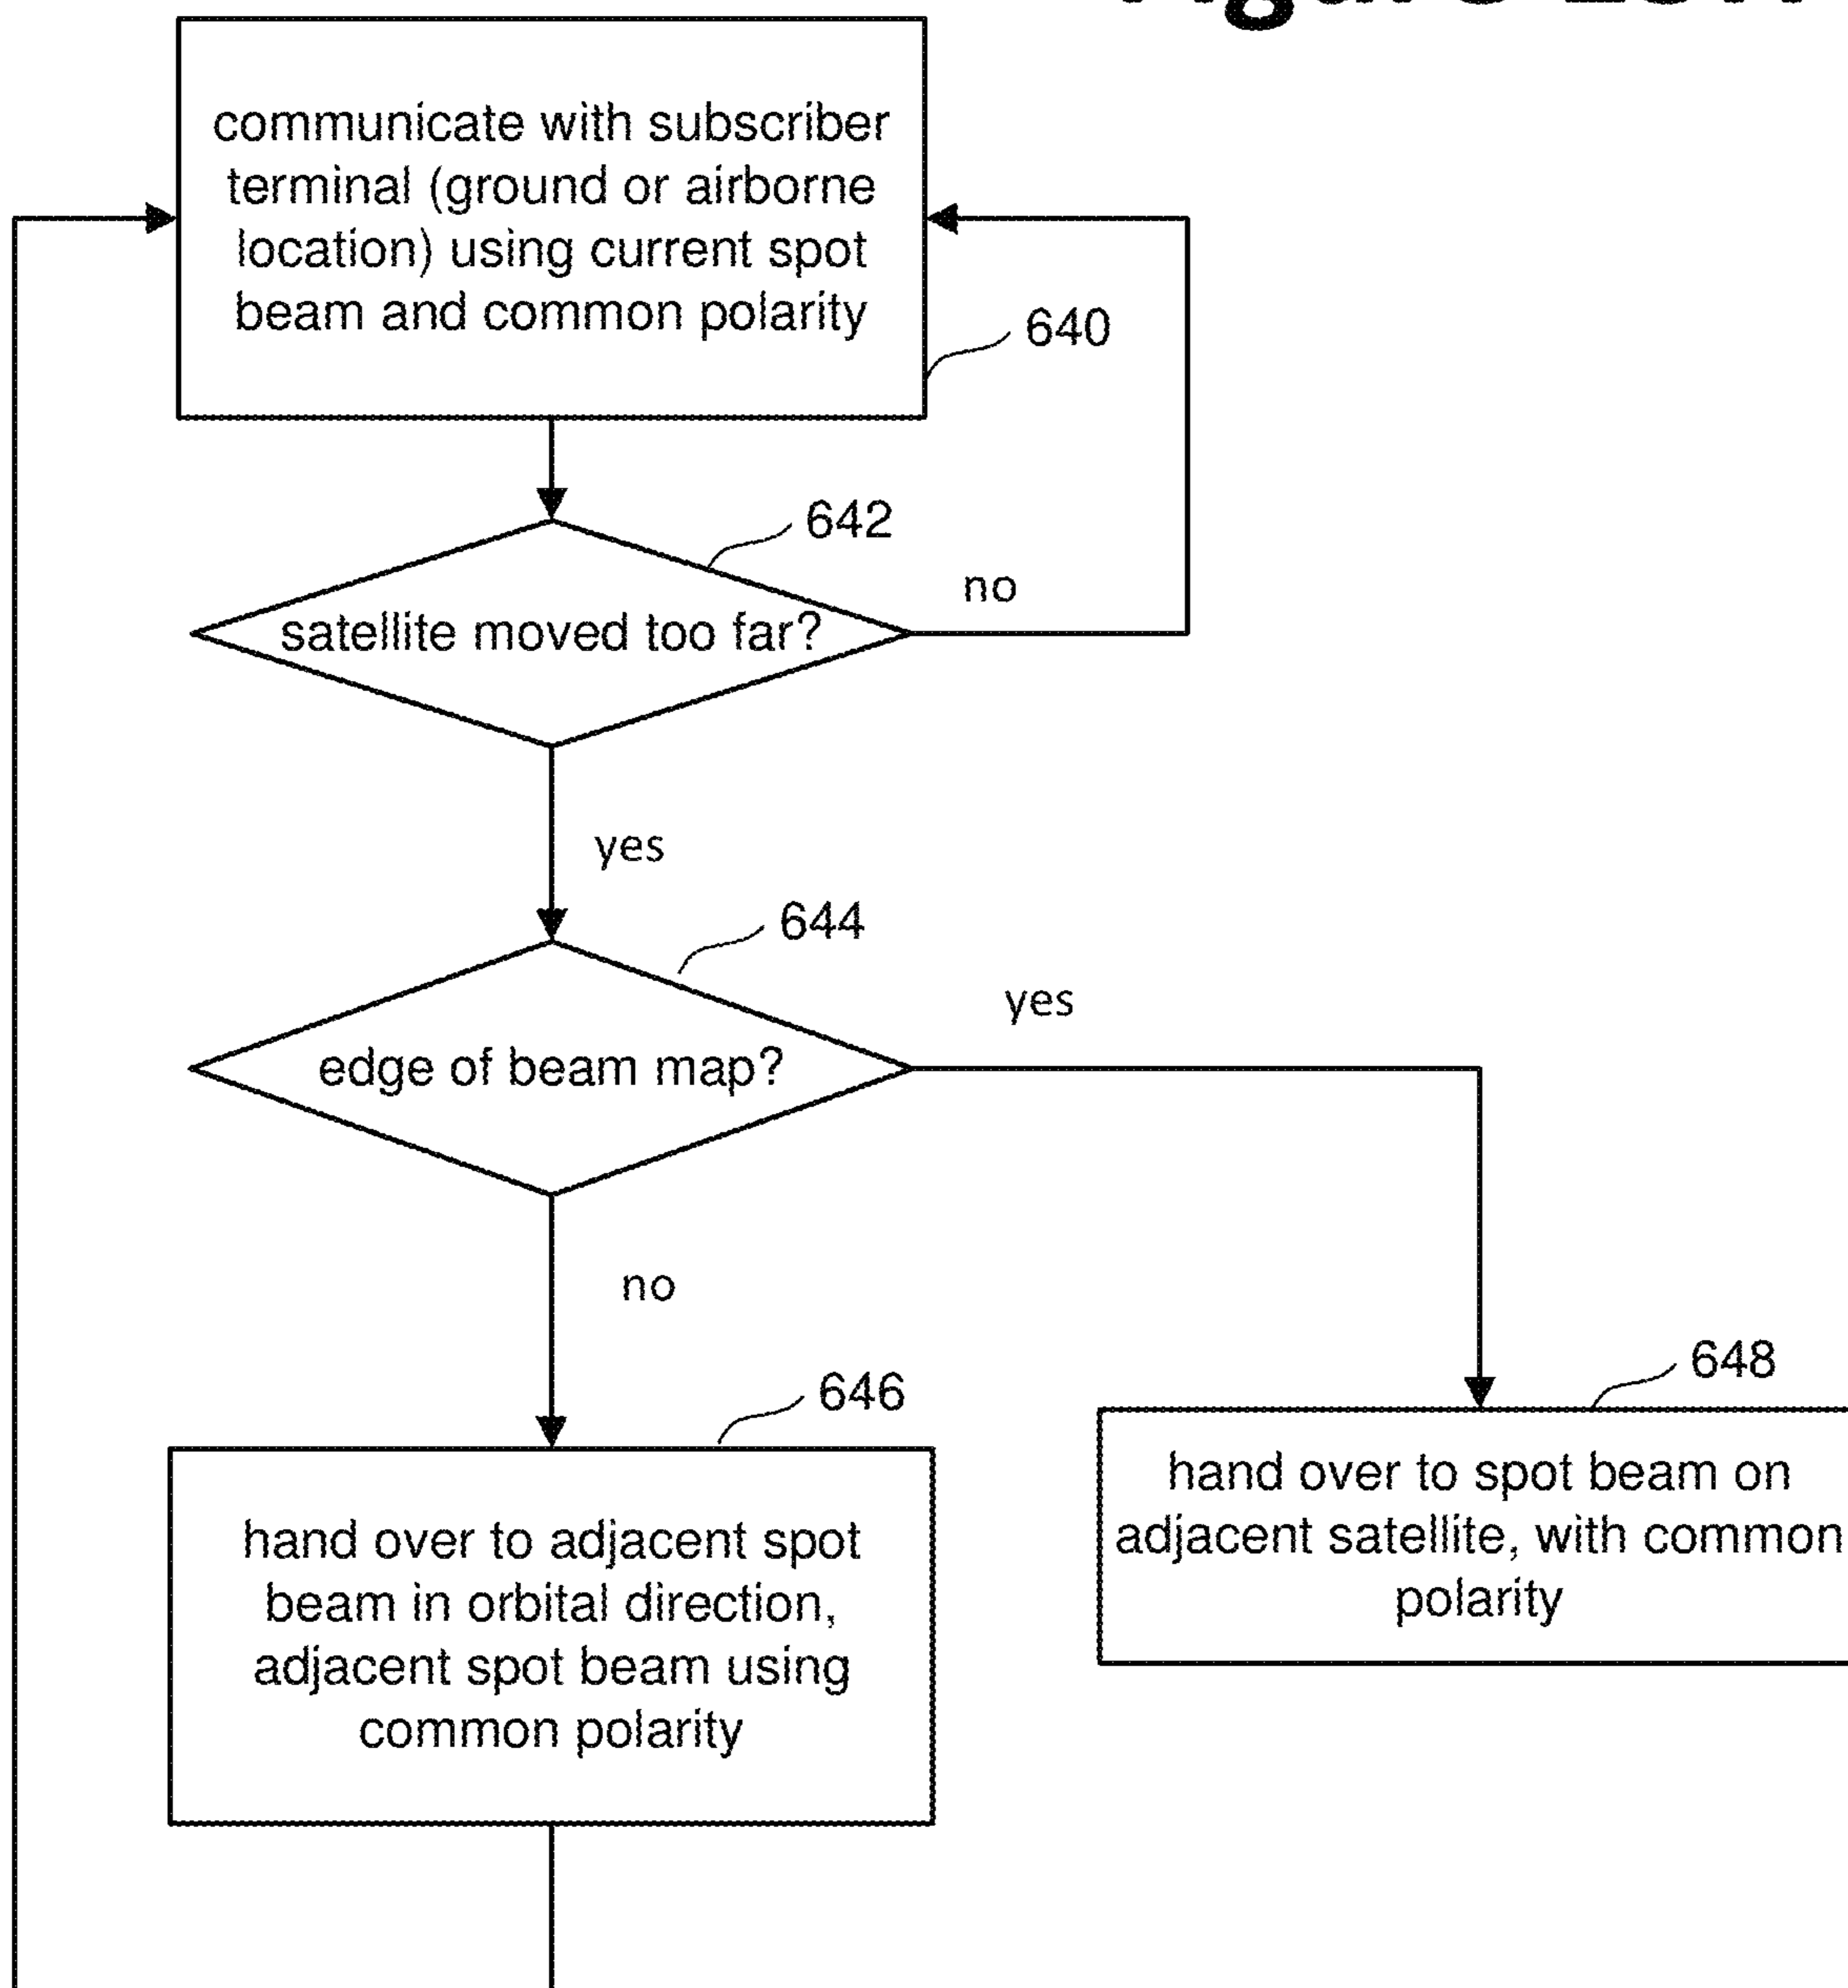 communicate with subscriber
terminal (ground or airborne
location) using current spot
beam and common polarity
640
642
no
satellite moved too far?
yes
644
yes
edge of beam map?
no
646
648
hand over to spot beam on
adjacent satellite, with common
polarity
hand over to adjacent spot
beam in orbital direction,
adjacent spot beam using
common polarity